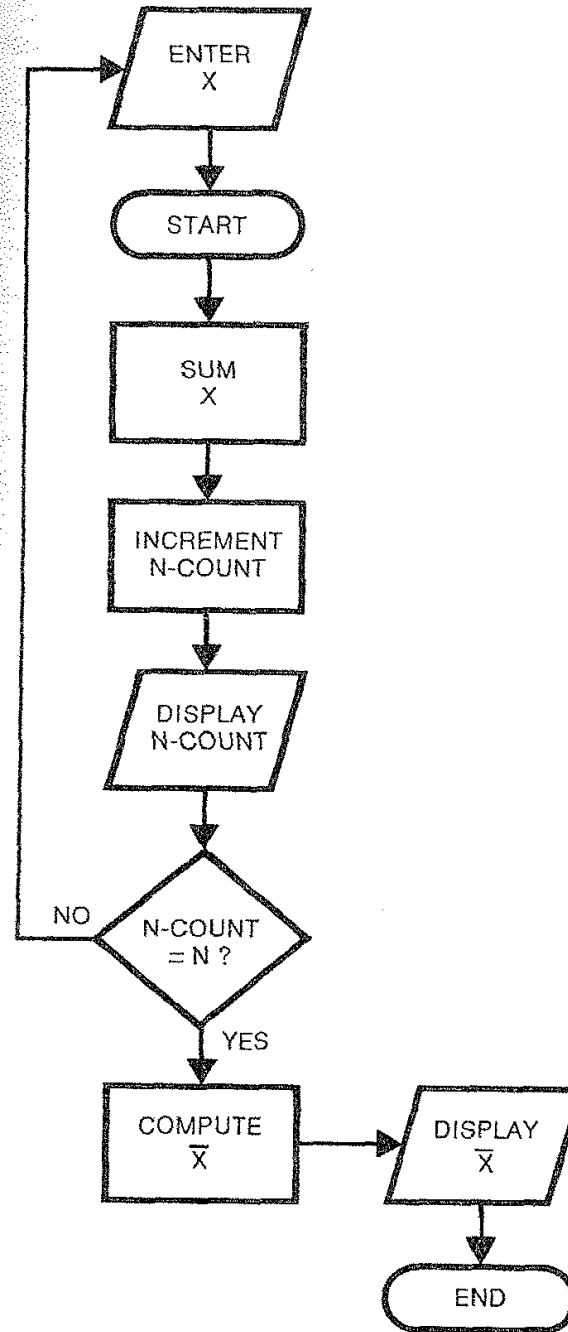 ENTER
X
START
SUM
X
INCREMENT
N-COUNT
DISPLAY
N-COUNT
NO
N-COUNT
= N ?
YES
COMPUTE
X̅
DISPLAY
X̅
END